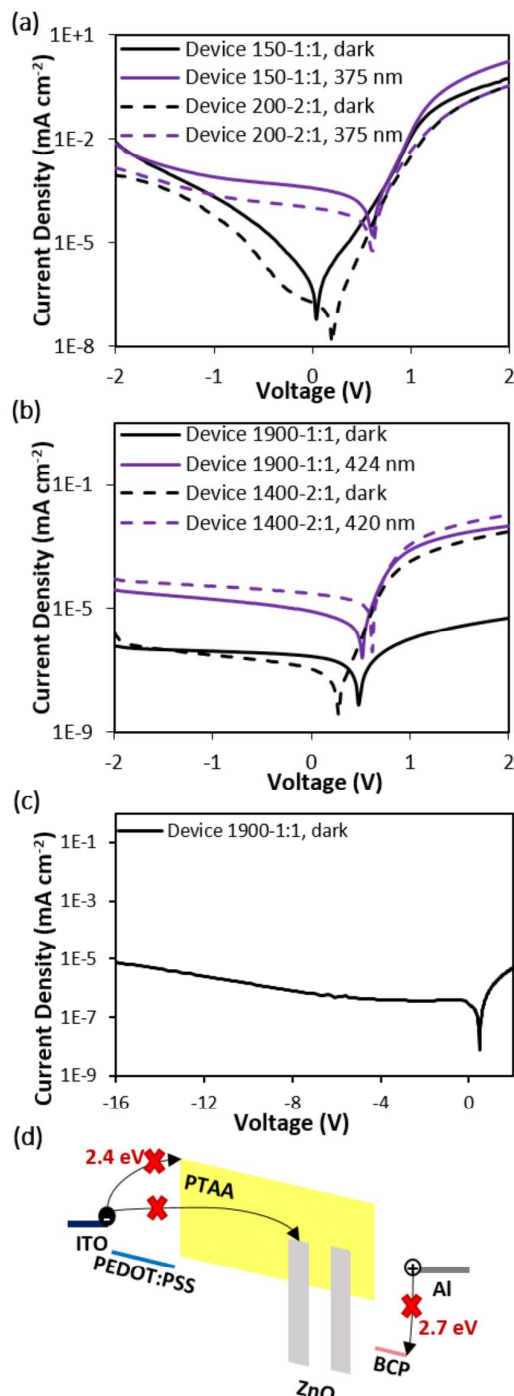 (a)
1E+1
Device 150-1:1, dark
Device 150-1:1, 375 nm
Device 200-2:1, dark
Device 200-2:1, 375 nm
1E-2
1E-5
1E-8
Current Density (mA cm-2)
-2
-1
0
1
2
Voltage (V)
(b)
Device 1900-1:1, dark
Device 1900-1:1, 424 nm
Device 1400-2:1, dark
Device 1400-2:1, 420 nm
1E-1
1E-5
1E-9
Current Density (mA cm-2)
-2
-1
0
1
2
Voltage (V)
(c)
Device 1900-1:1, dark
1E-1
1E-3
1E-5
1E-7
1E-9
Current Density (mA cm-2)
-16
-12
-8
-4
0
Voltage (V)
(d)
2.4 eV
PTAA
-
ITO
PEDOT:PSS
+
Al
2.7 eV
BCP
ZnO